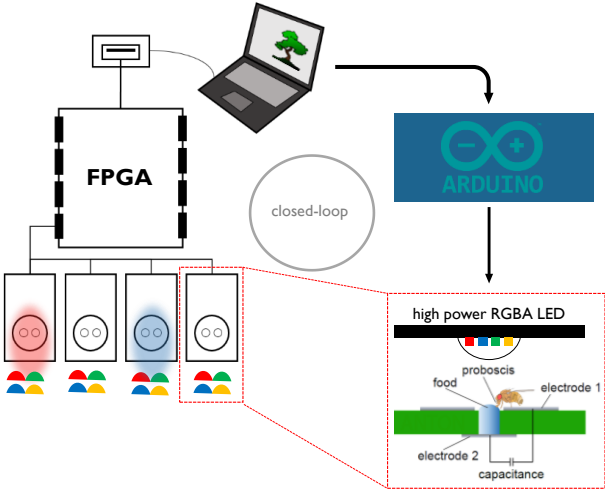 FPGA
closed-loop
ARDUINO
high power RGBA LED
proboscis
food
electrode 1
electrode 2
capacitance